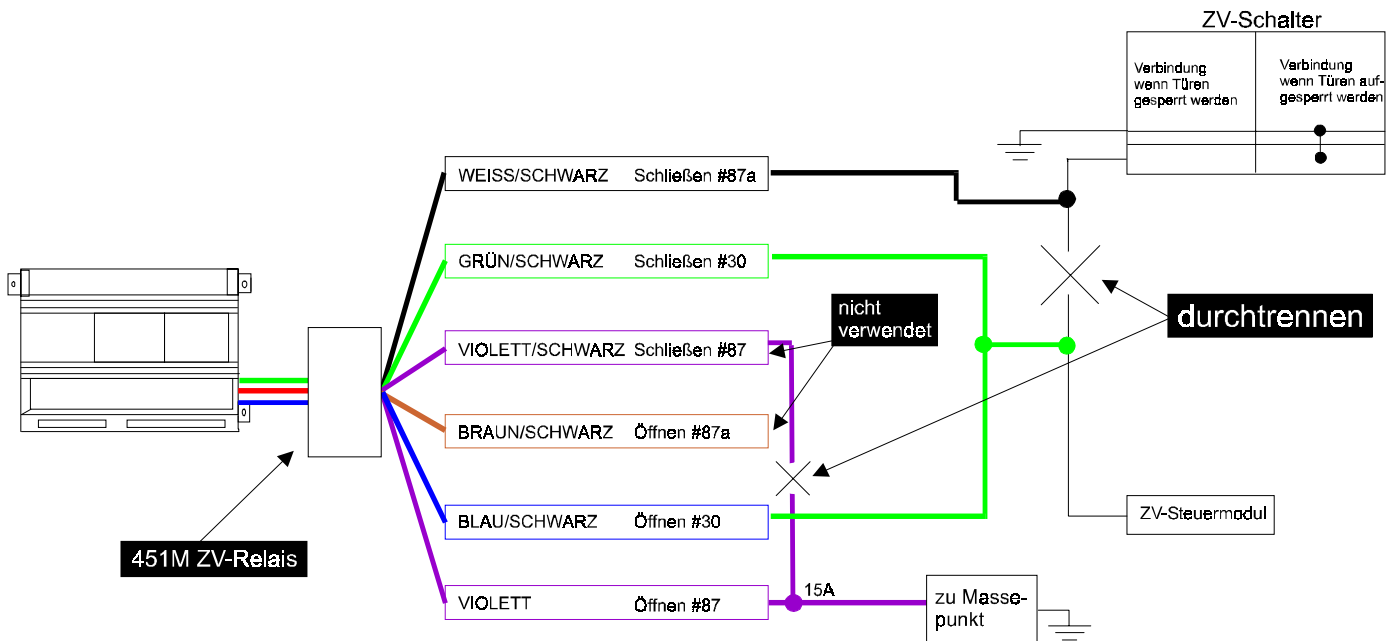 ZV-Schalter
Verbindung
wenn Türen
gesperrt werden
Verbindung
wenn Türen auf-
gesperrt werden
WEISS/SCHWARZ Schließen #87a
GRÜN/SCHWARZ Schließen #30
nicht
verwendet
durchtrennen
VIOLETT/SCHWARZ Schließen #87
BRAUN/SCHWARZ Öffnen #87a
BLAU/SCHWARZ Öffnen #30
ZV-Steuermodul
451M ZV-Relais
VIOLETT Öffnen #87
15A
zu Masse-
punkt